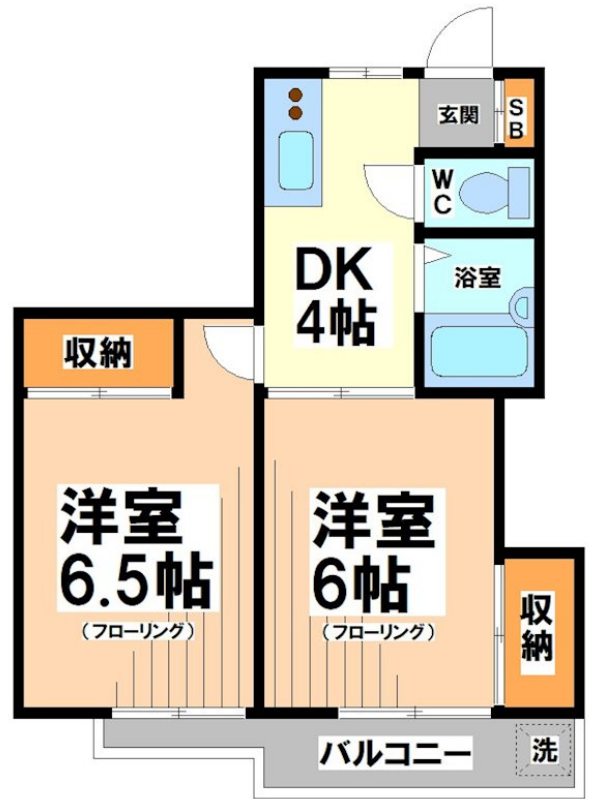 玄関
SB
WC
DK
4帖
浴室
収納
洋室
6.5帖
(フローリング)
洋室
6帖
(フローリング)
収納
バルコニー
洗